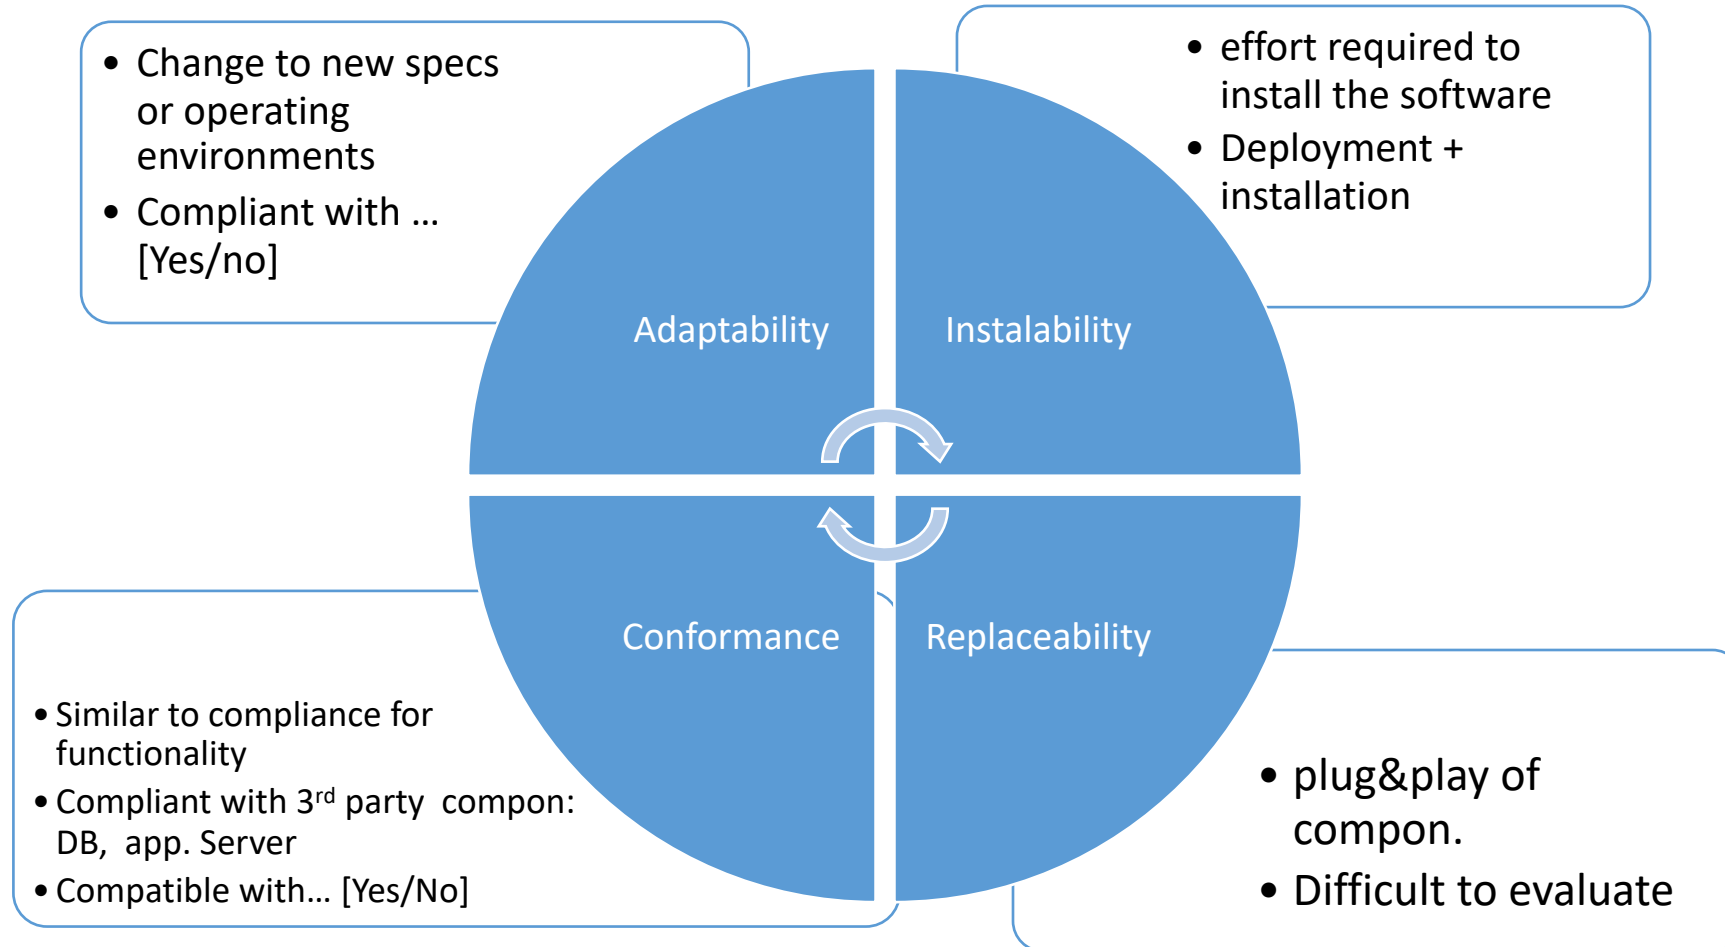 • Change to new specs
or operating
environments
• Compliant with …
[Yes/no]
• effort required to
install the software
• Deployment +
installation
Adaptability
Instalability
Conformance
Replaceability
• Similar to compliance for
functionality
• Compliant with 3rd party compon:
DB, app. Server
• Compatible with… [Yes/No]
• plug&play of
compon.
• Difficult to evaluate